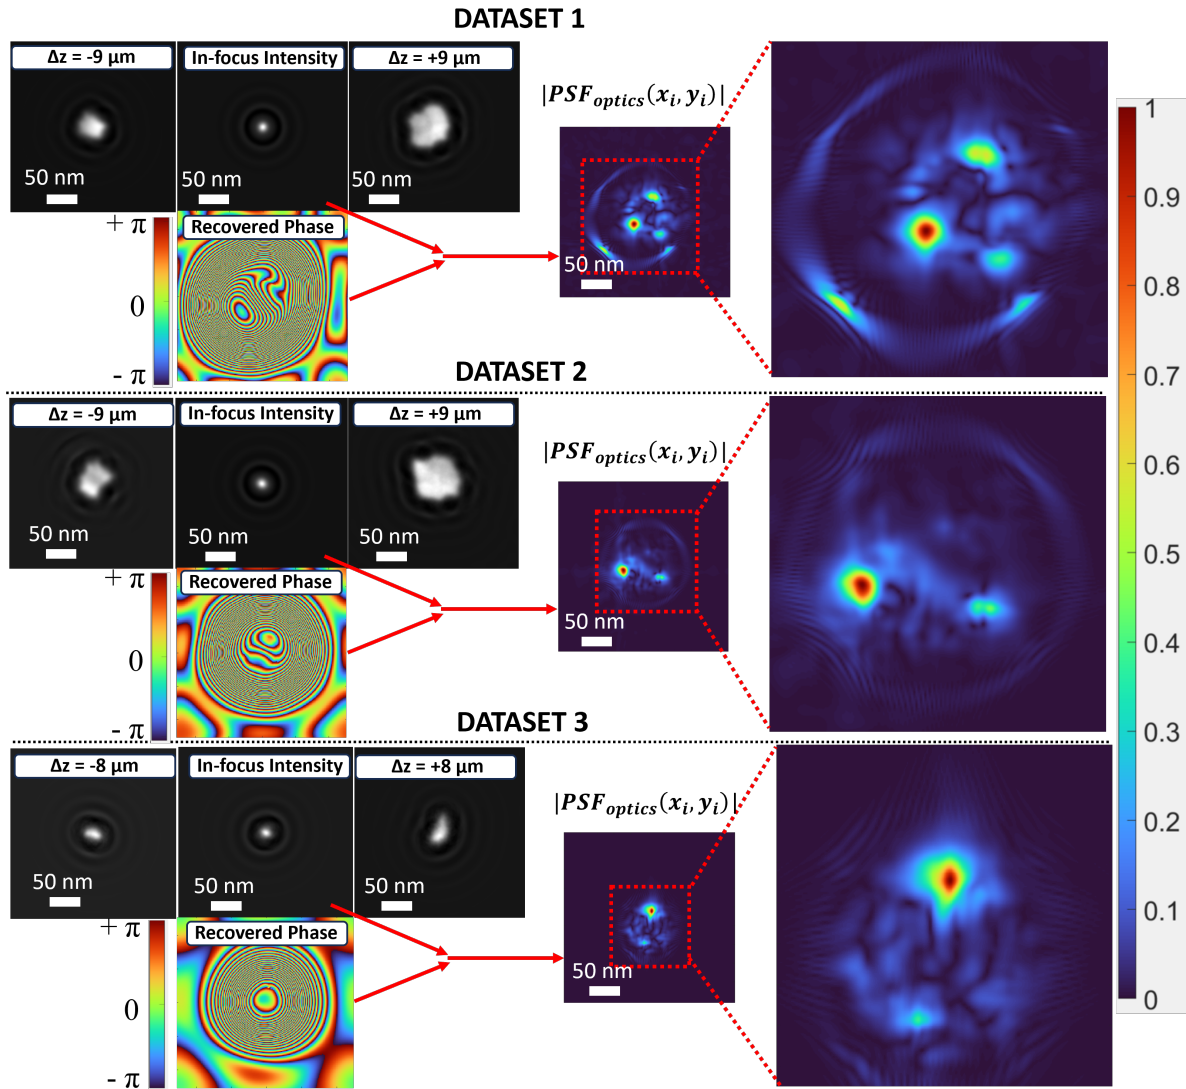 DATASET 1
Δz = -9 μm
In-focus Intensity
Δz = +9 μm
50 nm
50 nm
50 nm
|PSF_optics(x_i, y_i)|
50 nm
+ π
0
- π
Recovered Phase
DATASET 2
Δz = -9 μm
In-focus Intensity
Δz = +9 μm
50 nm
50 nm
50 nm
|PSF_optics(x_i, y_i)|
50 nm
+ π
0
- π
Recovered Phase
DATASET 3
Δz = -8 μm
In-focus Intensity
Δz = +8 μm
50 nm
50 nm
50 nm
|PSF_optics(x_i, y_i)|
50 nm
+ π
0
- π
Recovered Phase
1
0.9
0.8
0.7
0.6
0.5
0.4
0.3
0.2
0.1
0